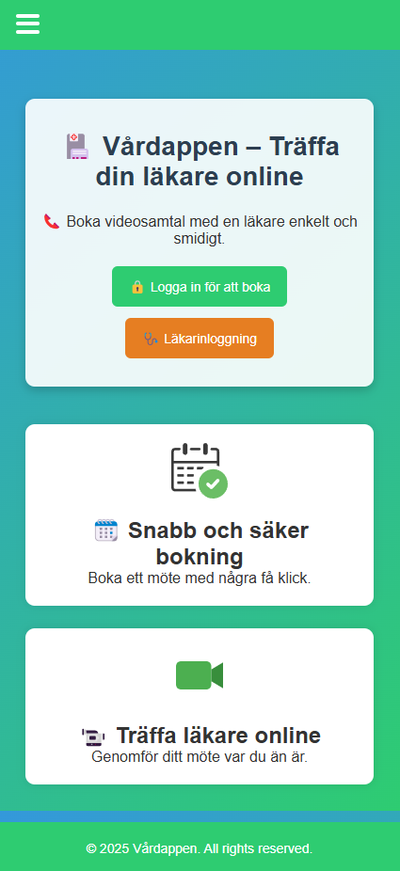 Vårdappen – Träffa
din läkare online
Boka videosamtal med en läkare enkelt och
smidigt.
Logga in för att boka
Läkarinloggning
Snabb och säker
bokning
Boka ett möte med några få klick.
Träffa läkare online
Genomför ditt möte var du än är.
© 2025 Vårdappen. All rights reserved.